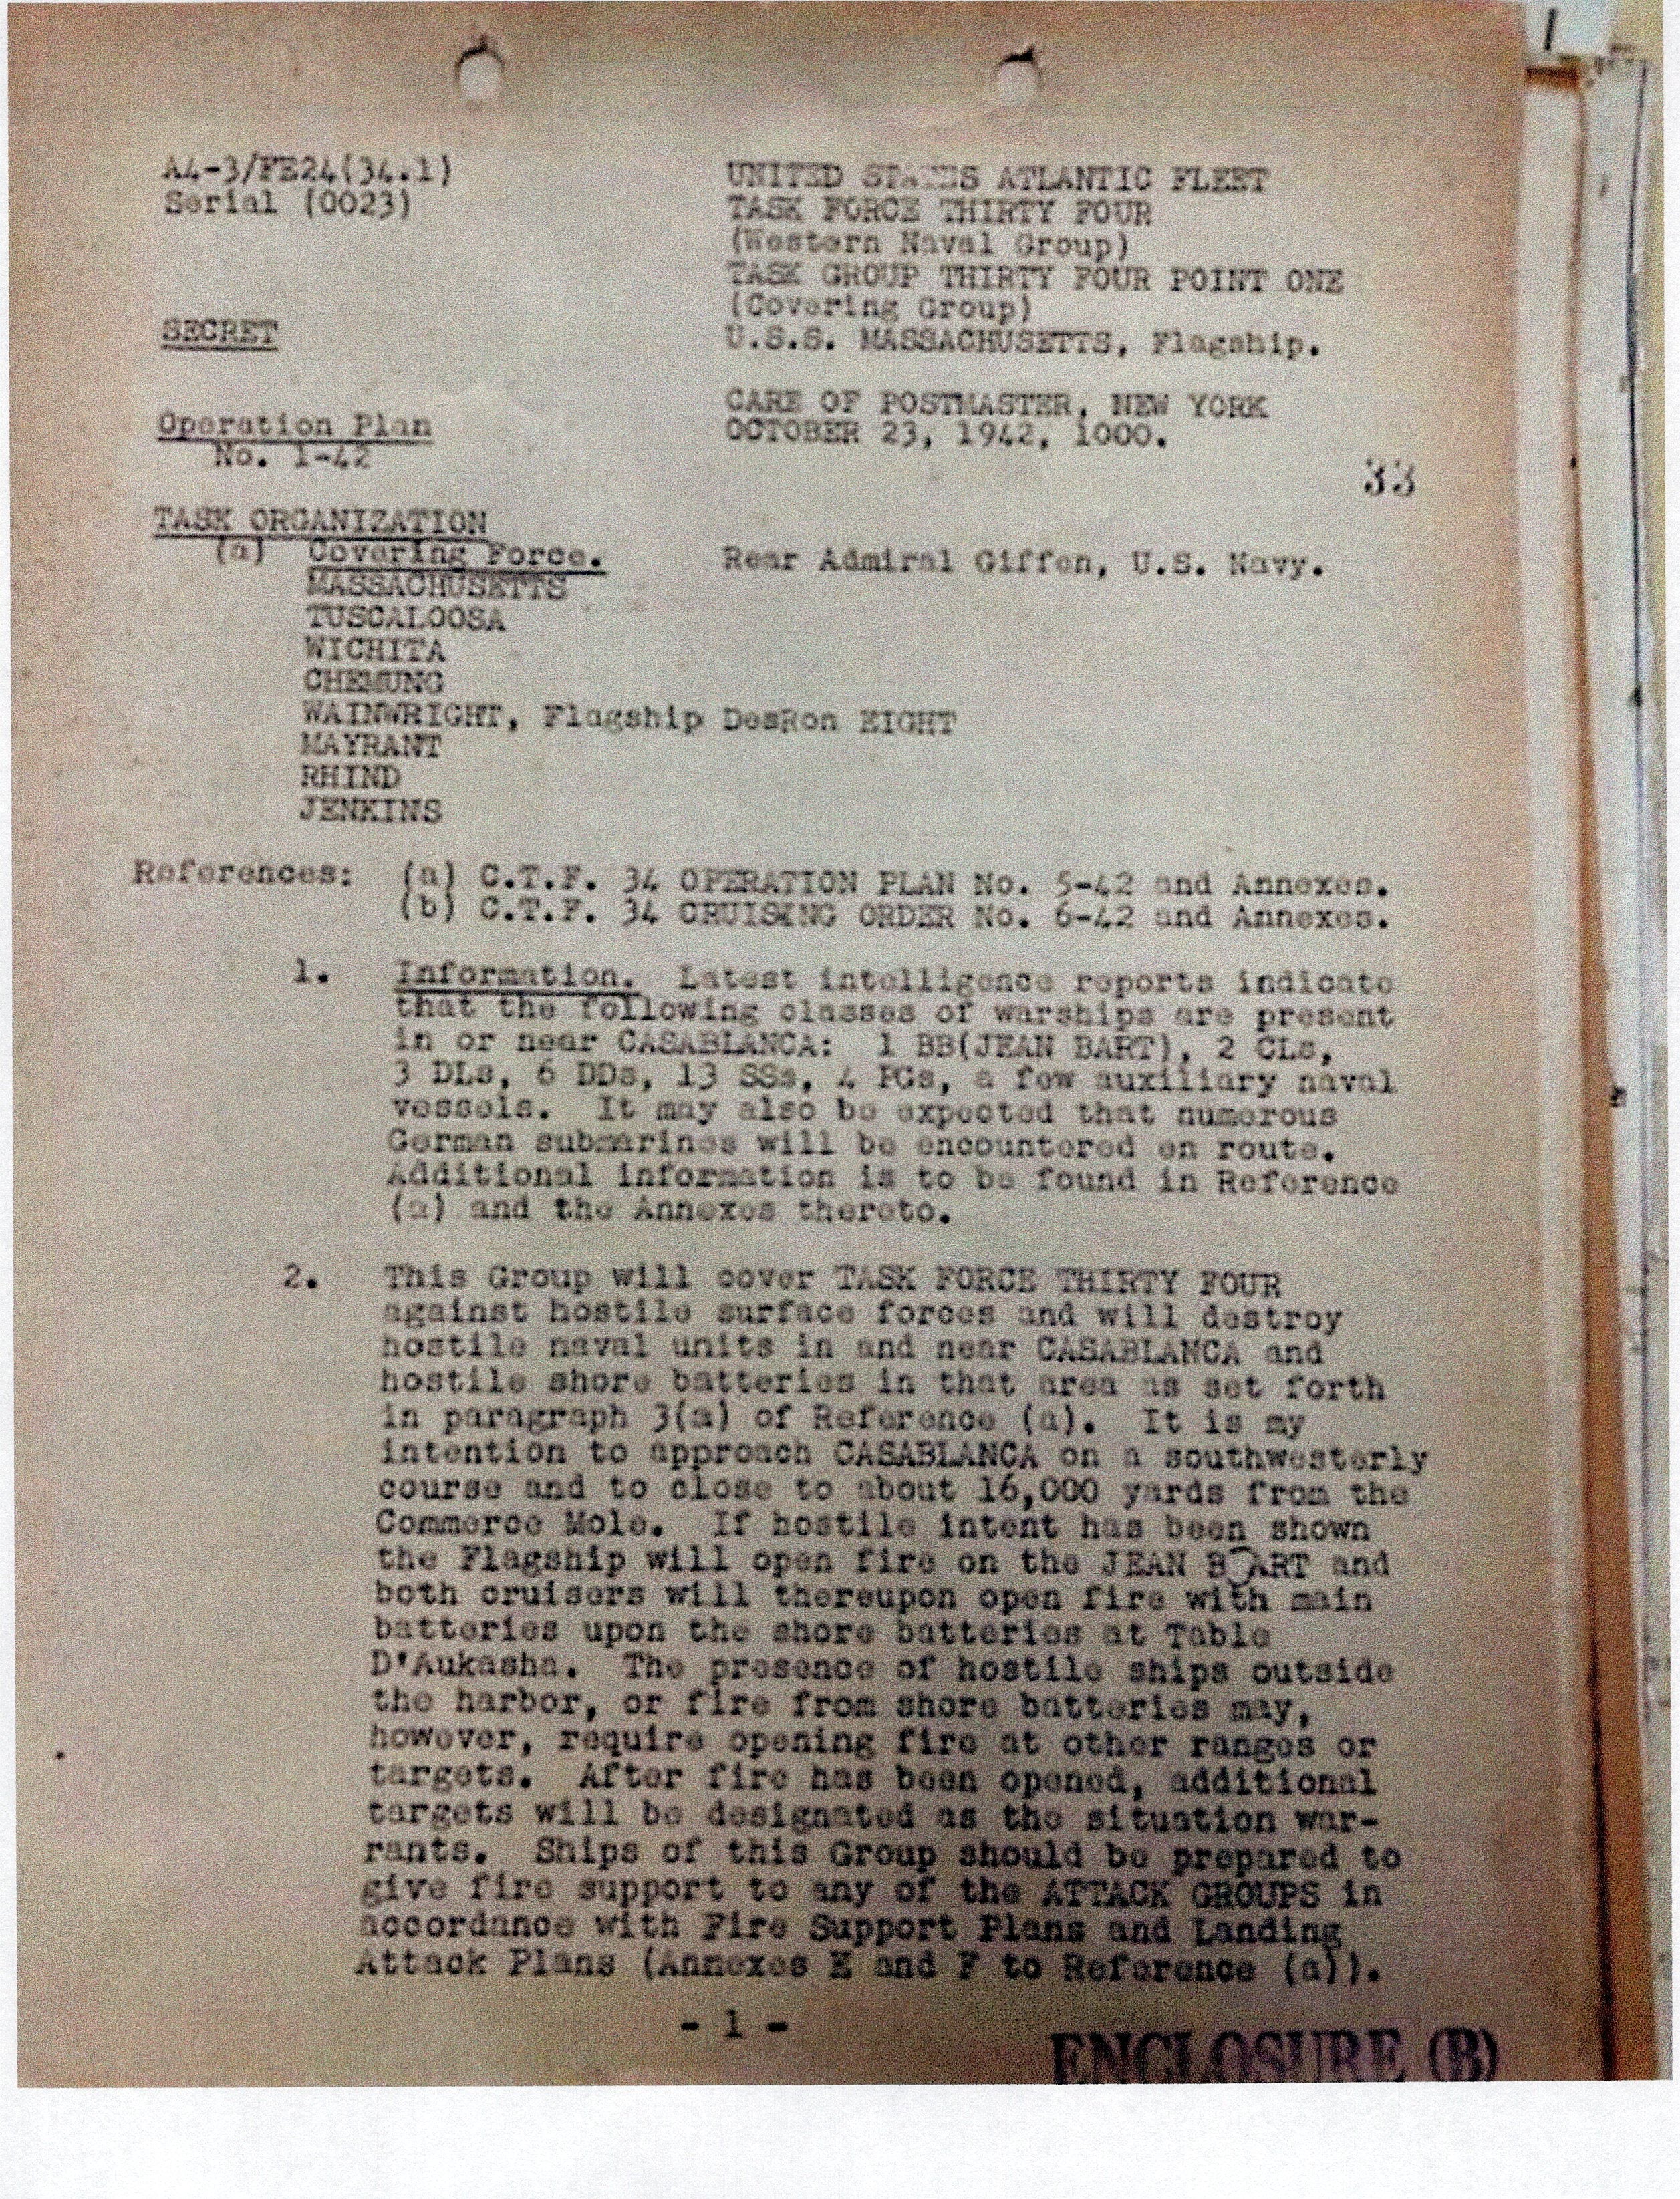 A4-3/FE24(34.1)
Serial (0023)
UNITED STATES ATLANTIC FLEET
TASK FORCE THIRTY FOUR
(Western Naval Group)
TASK GROUP THIRTY FOUR POINT ONE
(Covering Group)
U.S.S. MASSACHUSETTS, Flagship.
SECRET
CARE OF POSTMASTER, NEW YORK
OCTOBER 23, 1942, 1000.
Operation Plan
No. 1-42
33
TASK ORGANIZATION
(a) Covering Force. Rear Admiral Giffen, U.S. Navy.
MASSACHUSETTS
TUSCALOOSA
WICHITA
CHEMUNG
WAINWRIGHT, Flagship DesRon EIGHT
MAYRANT
RHIND
JENKINS
References: (a) C.T.F. 34 OPERATION PLAN No. 5-42 and Annexes.
(b) C.T.F. 34 CRUISING ORDER No. 6-42 and Annexes.
1. Information. Latest intelligence reports indicate
that the following classes of warships are present
in or near CASABLANCA: 1 BB(JEAN BART), 2 CLs,
3 DLs, 6 DDs, 13 SSs, 4 PGs, a few auxiliary naval
vessels. It may also be expected that numerous
German submarines will be encountered en route.
Additional information is to be found in Reference
(a) and the Annexes thereto.
2. This Group will cover TASK FORCE THIRTY FOUR
against hostile surface forces and will destroy
hostile naval units in and near CASABLANCA and
hostile shore batteries in that area as set forth
in paragraph 3(a) of Reference (a). It is my
intention to approach CASABLANCA on a southwesterly
course and to close to about 16,000 yards from the
Commerce Mole. If hostile intent has been shown
the Flagship will open fire on the JEAN BART and
both cruisers will thereupon open fire with main
batteries upon the shore batteries at Table
D'Aukasha. The presence of hostile ships outside
the harbor, or fire from shore batteries may,
however, require opening fire at other ranges or
targets. After fire has been opened, additional
targets will be designated as the situation war-
rants. Ships of this Group should be prepared to
give fire support to any of the ATTACK GROUPS in
accordance with Fire Support Plans and Landing
Attack Plans (Annexes E and F to Reference (a)).
- 1 -
ENCLOSURE (B)